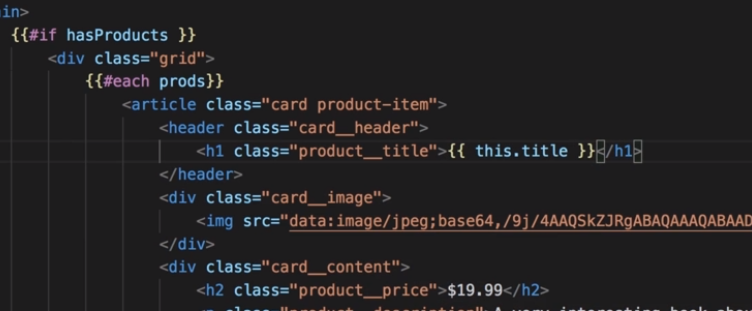 in>
{{#if hasProducts }}
<div class="grid">
{{#each prods}}
<article class="card product-item">
<header class="card__header">
<h1 class="product__title">{{ this.title }}</h1>
</header>
<div class="card__image">
<img src="data:image/jpeg;base64,/9j/4AAQSkZJRgABAQAAAQABAAD
</div>
<div class="card__content">
<h2 class="product__price">$19.99</h2>